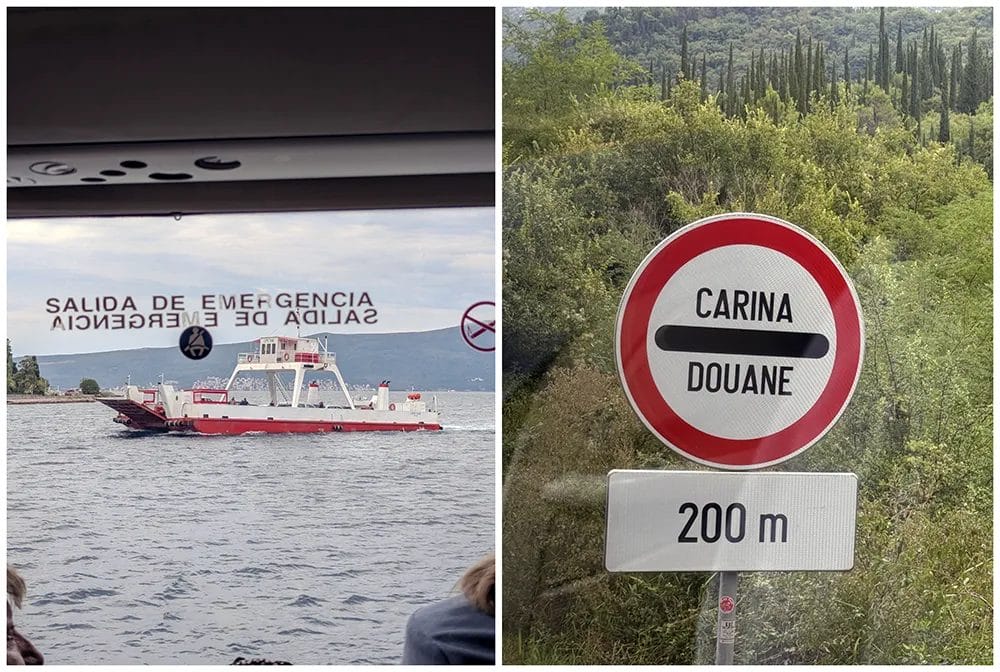 SALIDA DE EMERGENCIA
SALIDA DE EMERGENCIA
CARINA
DOUANE
200 m